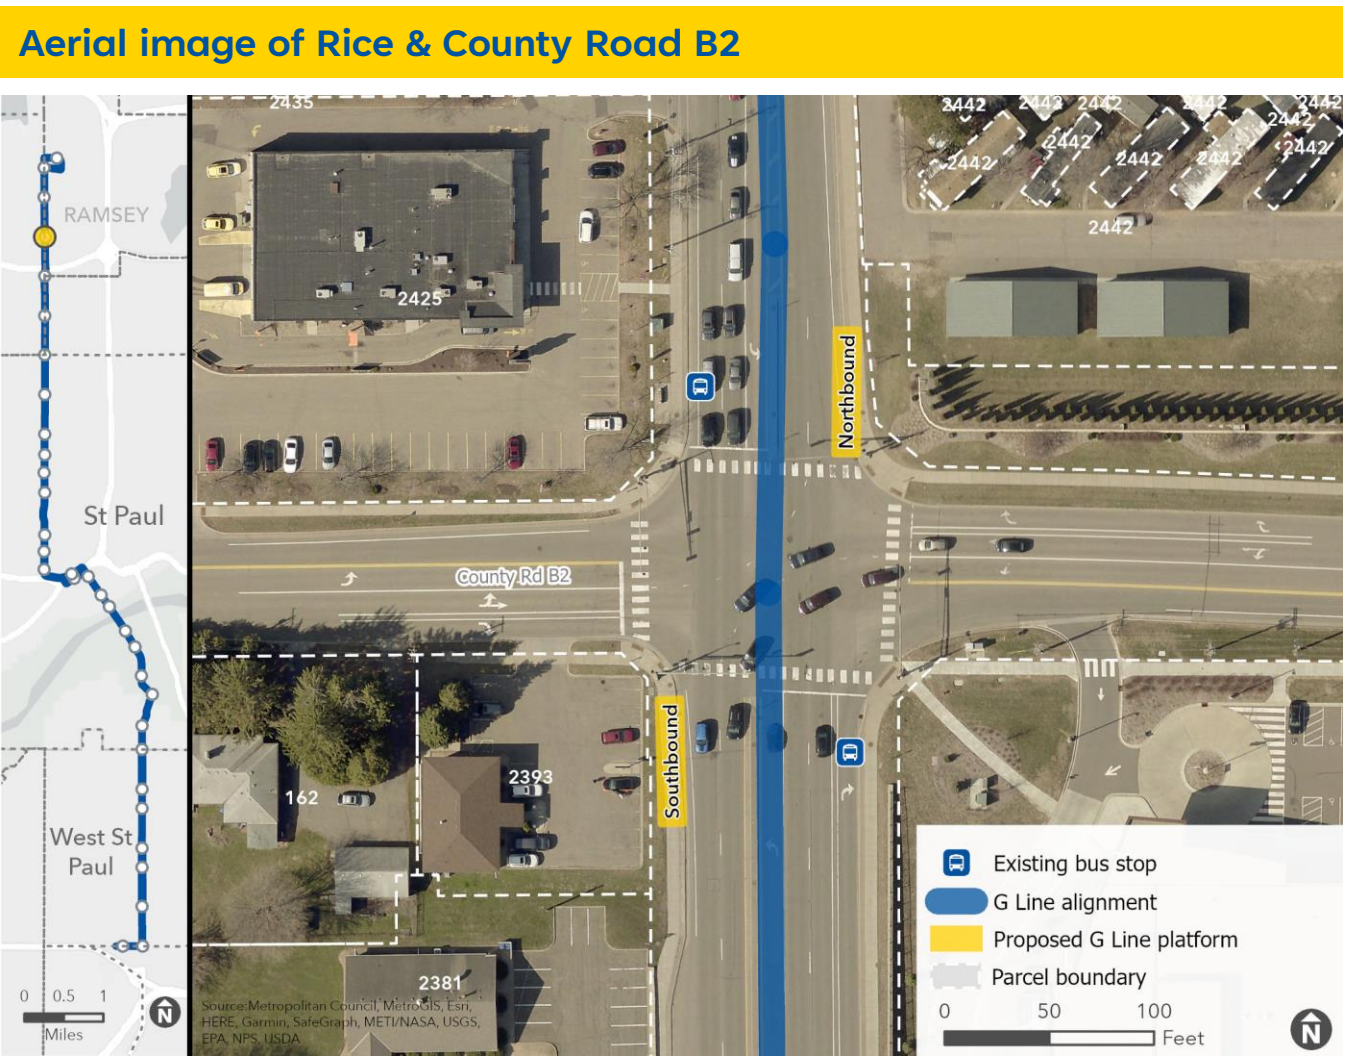 Aerial image of Rice & County Road B2
RAMSEY
St Paul
West St
Paul
0 0.5 1
Miles
N
2435
2425
2442 2442 2442 2442 2442
2442
2442 2442 2442 2442 2442
2442
Northbound
County Rd B2
Southbound
2393
162
2381
Source:Metropolitan Council, MetroGIS, Esri,
HERE, Garmin, SafeGraph, METI/NASA, USGS,
EPA, NPS, USDA
Existing bus stop
G Line alignment
Proposed G Line platform
Parcel boundary
0 50 100
Feet
N